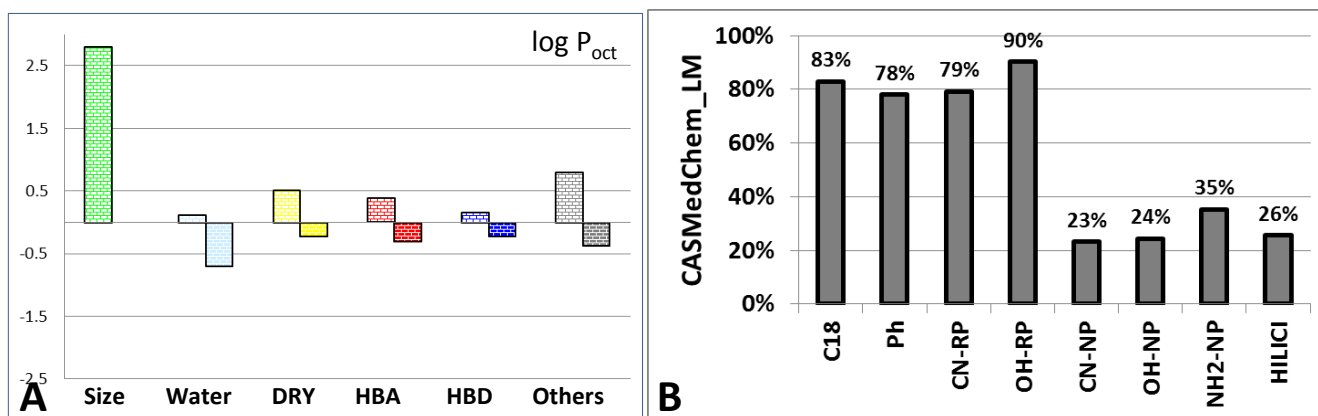 log Poct
2.5
1.5
0.5
-0.5
-1.5
-2.5
A
Size Water DRY HBA HBD Others
CASMedChem_LM
100%
80%
60%
40%
20%
0%
83% 78% 79% 90% 23% 24% 35% 26%
C18 Ph CN-RP OH-RP CN-NP OH-NP NH2-NP HILICI
B